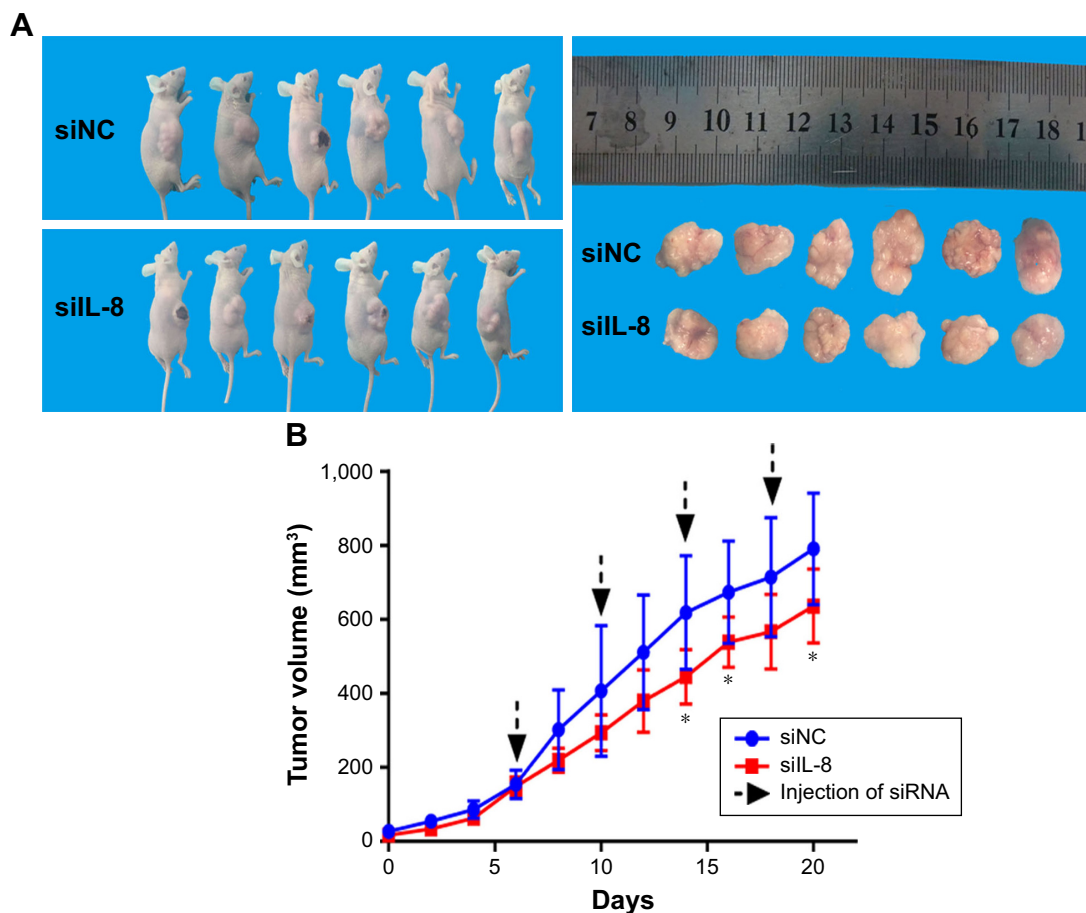 A
siNC
siIL-8
7 8 9 10 11 12 13 14 15 16 17 18 1
siNC
siIL-8
B
1,000
800
600
400
200
0
Tumor volume (mm³)
* * *
0 5 10 15 20
Days
siNC
siIL-8
Injection of siRNA